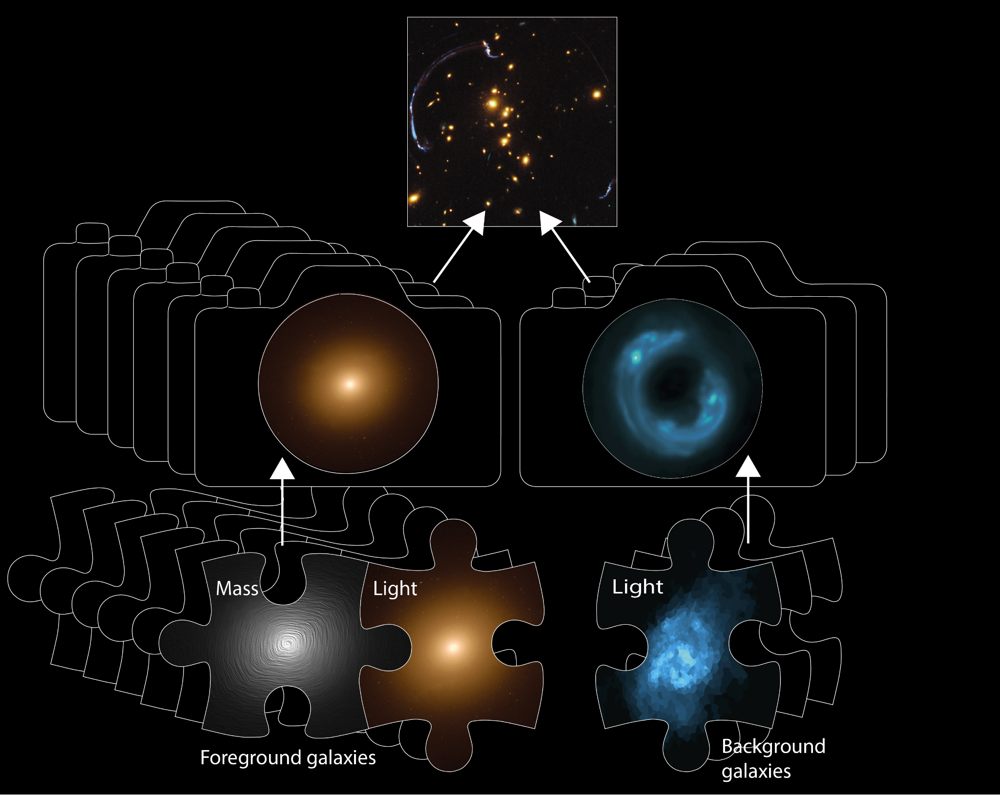 Mass
Light
Light
Foreground galaxies
Background
galaxies